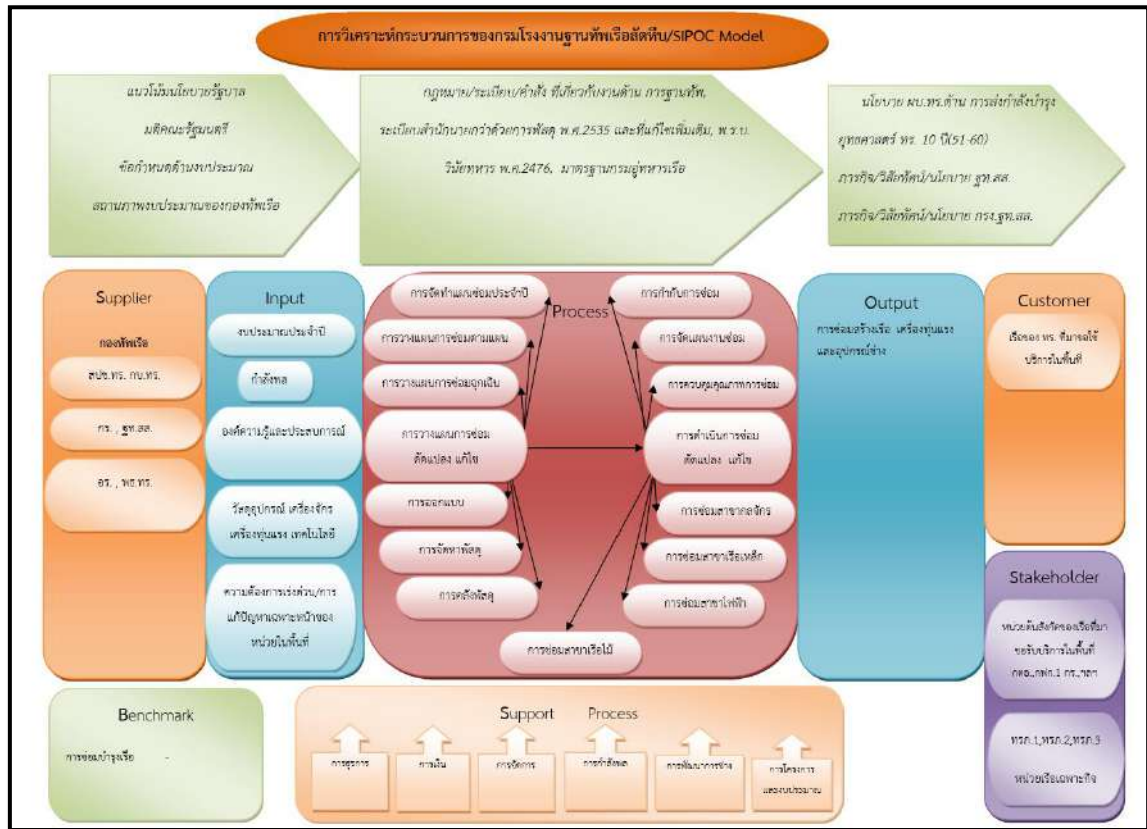 การวิเคราะห์กระบวนการของกรมโรงงานฐานทัพเรือสัตหีบ/SIPOC Model
แนวโน้มนโยบายรัฐบาล
มติคณะรัฐมนตรี
ข้อกำหนดด้านงบประมาณ
สถานภาพงบประมาณของกองทัพเรือ
กฎหมาย/ระเบียบ/คำสั่ง ที่เกี่ยวกับงานด้าน การฐานทัพ,
ระเบียบสำนักนายกว่าด้วยการพัสดุ พ.ศ.2535 และที่แก้ไขเพิ่มเติม, พ.ร.บ.
วินัยทหาร พ.ศ.2476, มาตรฐานกรมอู่ทหารเรือ
นโยบาย ผบ.ทร.ด้าน การส่งกำลังบำรุง
ยุทธศาสตร์ ทร. 10 ปี(51-60)
ภารกิจ/วิสัยทัศน์/นโยบาย ฐท.สส.
ภารกิจ/วิสัยทัศน์/นโยบาย กรง.ฐท.สส.
Supplier
กองทัพเรือ
สปช.ทร. กบ.ทร.
กร. , ฐท.สส.
อร. , พธ.ทร.
Input
งบประมาณประจำปี
กำลังพล
องค์ความรู้และประสบการณ์
วัสดุอุปกรณ์ เครื่องจักร
เครื่องทุ่นแรง เทคโนโลยี
ความต้องการเร่งด่วน/การ
แก้ปัญหาเฉพาะหน้าของ
หน่วยในพื้นที่
Process
การจัดทำแผนซ่อมประจำปี
การวางแผนการซ่อมตามแผน
การวางแผนการซ่อมฉุกเฉิน
การวางแผนการซ่อม
ดัดแปลง แก้ไข
การออกแบบ
การจัดหาพัสดุ
การคลังพัสดุ
การกำกับการซ่อม
การจัดแผนงานซ่อม
การควบคุมคุณภาพการซ่อม
การดำเนินการซ่อม
ดัดแปลง แก้ไข
การซ่อมสาขากลจักร
การซ่อมสาขาเรือเหล็ก
การซ่อมสาขาไฟฟ้า
การซ่อมสาขาเรือไม้
Output
การซ่อมสร้างเรือ เครื่องทุ่นแรง
และอุปกรณ์ช่าง
Customer
เรือของ ทร. ที่มาขอใช้
บริการในพื้นที่
Stakeholder
หน่วยต้นสังกัดของเรือที่มา
ขอรับบริการในพื้นที่
กร.,ฯลฯ
ทรภ.1,ทรภ.2,ทรภ.3
หน่วยเรือเฉพาะกิจ
Benchmark
การซ่อมบำรุงเรือ -
Support Process
การธุรการ
การเงิน
การจัดการ
การกำลังพล
การพัฒนาการช่าง
การโครงการ
และงบประมาณ